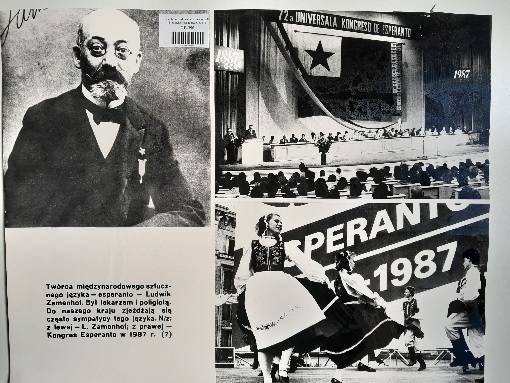 72a UNIVERSALA KONGRESO DE ESPERANTO
1987
ESPERANTO
-1987
Twórca międzynarodowego sztucz-
nego języka — esperanto — Ludwik
Zamenhof. Był lekarzem i poliglotą.
Do naszego kraju zjeżdżają się
często sympatycy tego języka. N/z:
z lewej — L. Zamenhof; z prawej —
Kongres Esperanto w 1987 r. (7)